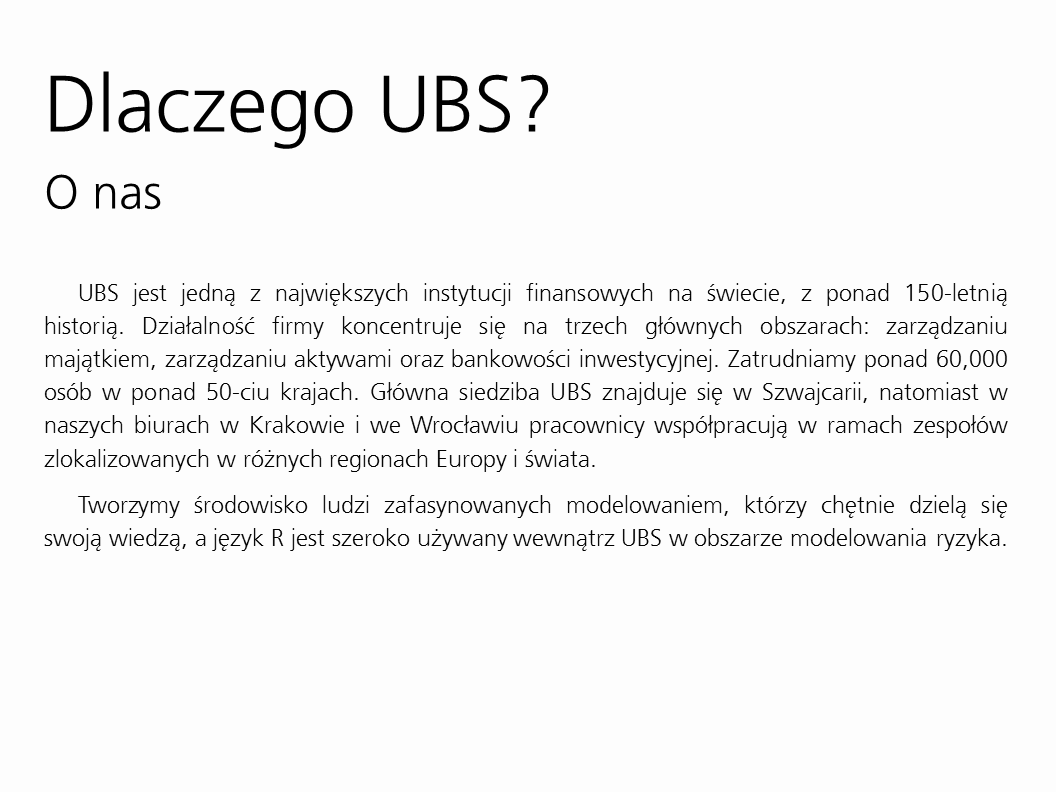 Dlaczego UBS?
O nas
UBS jest jedną z największych instytucji finansowych na świecie, z ponad 150-letnią
historią. Działalność firmy koncentruje się na trzech głównych obszarach: zarządzaniu
majątkiem, zarządzaniu aktywami oraz bankowości inwestycyjnej. Zatrudniamy ponad 60,000
osób w ponad 50-ciu krajach. Główna siedziba UBS znajduje się w Szwajcarii, natomiast w
naszych biurach w Krakowie i we Wrocławiu pracownicy współpracują w ramach zespołów
zlokalizowanych w różnych regionach Europy i świata.
Tworzymy środowisko ludzi zafasynowanych modelowaniem, którzy chętnie dzielą się
swoją wiedzą, a język R jest szeroko używany wewnątrz UBS w obszarze modelowania ryzyka.